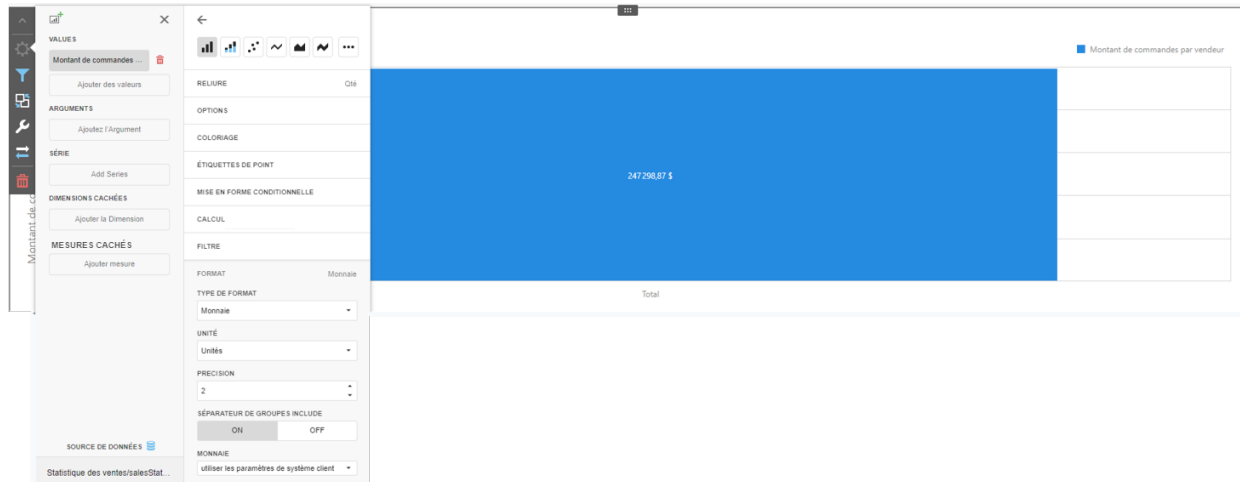 VALUES
Montant de commandes ...
Ajouter des valeurs
ARGUMENTS
Ajoutez l'Argument
SÉRIE
Add Series
DIMENSIONS CACHÉES
Ajouter la Dimension
MESURES CACHÉS
Ajouter mesure
SOURCE DE DONNÉES
Statistique des ventes/salesStat...
RELIURE Qté
OPTIONS
COLORIAGE
ÉTIQUETTES DE POINT
MISE EN FORME CONDITIONNELLE
CALCUL
FILTRE
FORMAT Monnaie
TYPE DE FORMAT
Monnaie
UNITÉ
Unités
PRECISION
2
SÉPARATEUR DE GROUPES INCLUDE
ON OFF
MONNAIE
utiliser les paramètres de système client
Montant de co
Montant de commandes par vendeur
247 298,87 $
Total